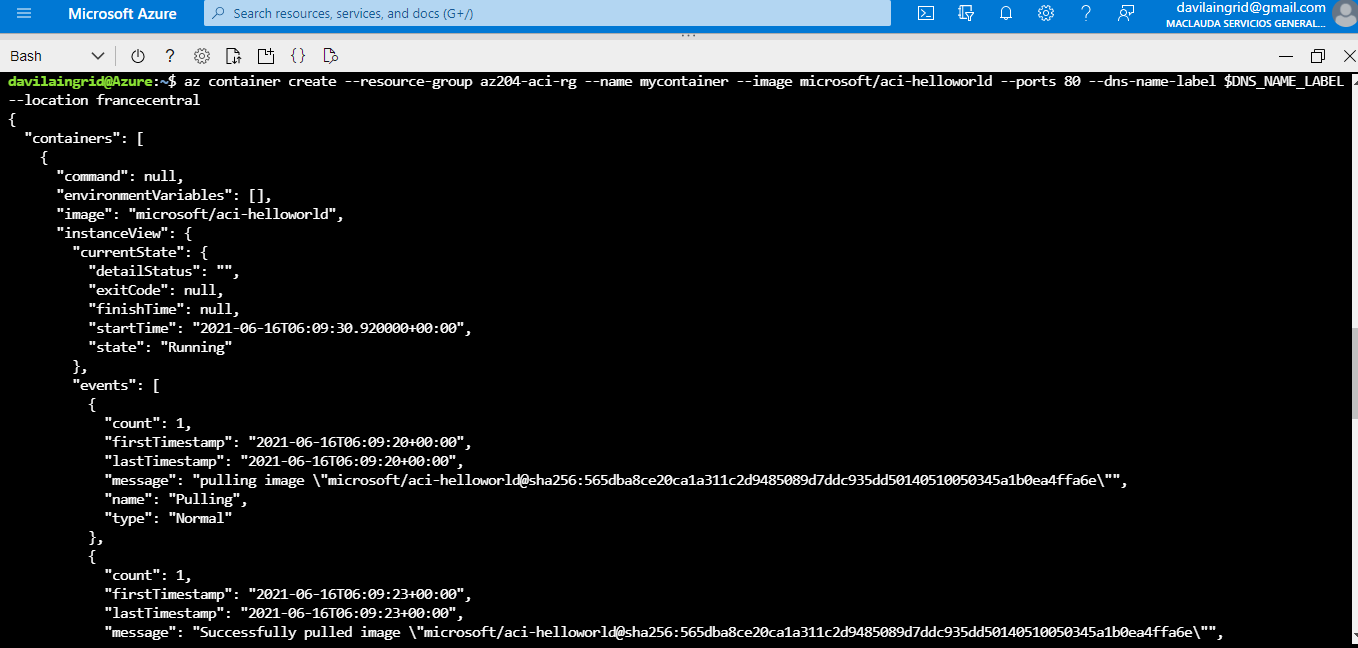 Microsoft Azure
Search resources, services, and docs (G+/)
davilaingrid@gmail.com
MACLAUDA SERVICIOS GENERAL...
Bash
davilaingrid@Azure:~$ az container create --resource-group az204-aci-rg --name mycontainer --image microsoft/aci-helloworld --ports 80 --dns-name-label $DNS_NAME_LABEL
--location francecentral
{
  "containers": [
    {
      "command": null,
      "environmentVariables": [],
      "image": "microsoft/aci-helloworld",
      "instanceView": {
        "currentState": {
          "detailStatus": "",
          "exitCode": null,
          "finishTime": null,
          "startTime": "2021-06-16T06:09:30.920000+00:00",
          "state": "Running"
        },
        "events": [
          {
            "count": 1,
            "firstTimestamp": "2021-06-16T06:09:20+00:00",
            "lastTimestamp": "2021-06-16T06:09:20+00:00",
            "message": "pulling image \"microsoft/aci-helloworld@sha256:565dba8ce20ca1a311c2d9485089d7ddc935dd50140510050345a1b0ea4ffa6e\"",
            "name": "Pulling",
            "type": "Normal"
          },
          {
            "count": 1,
            "firstTimestamp": "2021-06-16T06:09:23+00:00",
            "lastTimestamp": "2021-06-16T06:09:23+00:00",
            "message": "Successfully pulled image \"microsoft/aci-helloworld@sha256:565dba8ce20ca1a311c2d9485089d7ddc935dd50140510050345a1b0ea4ffa6e\"",